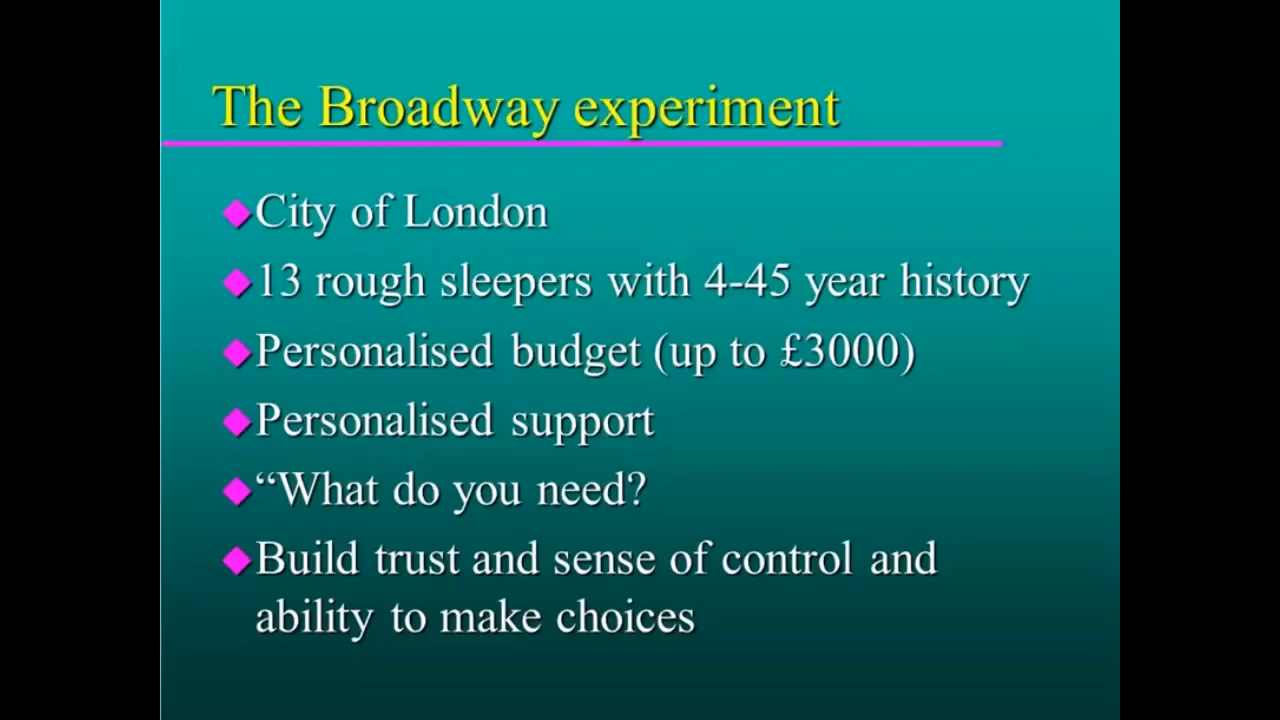 The Broadway experiment
City of London
13 rough sleepers with 4-45 year history
Personalised budget (up to £3000)
Personalised support
“What do you need?
Build trust and sense of control and
ability to make choices